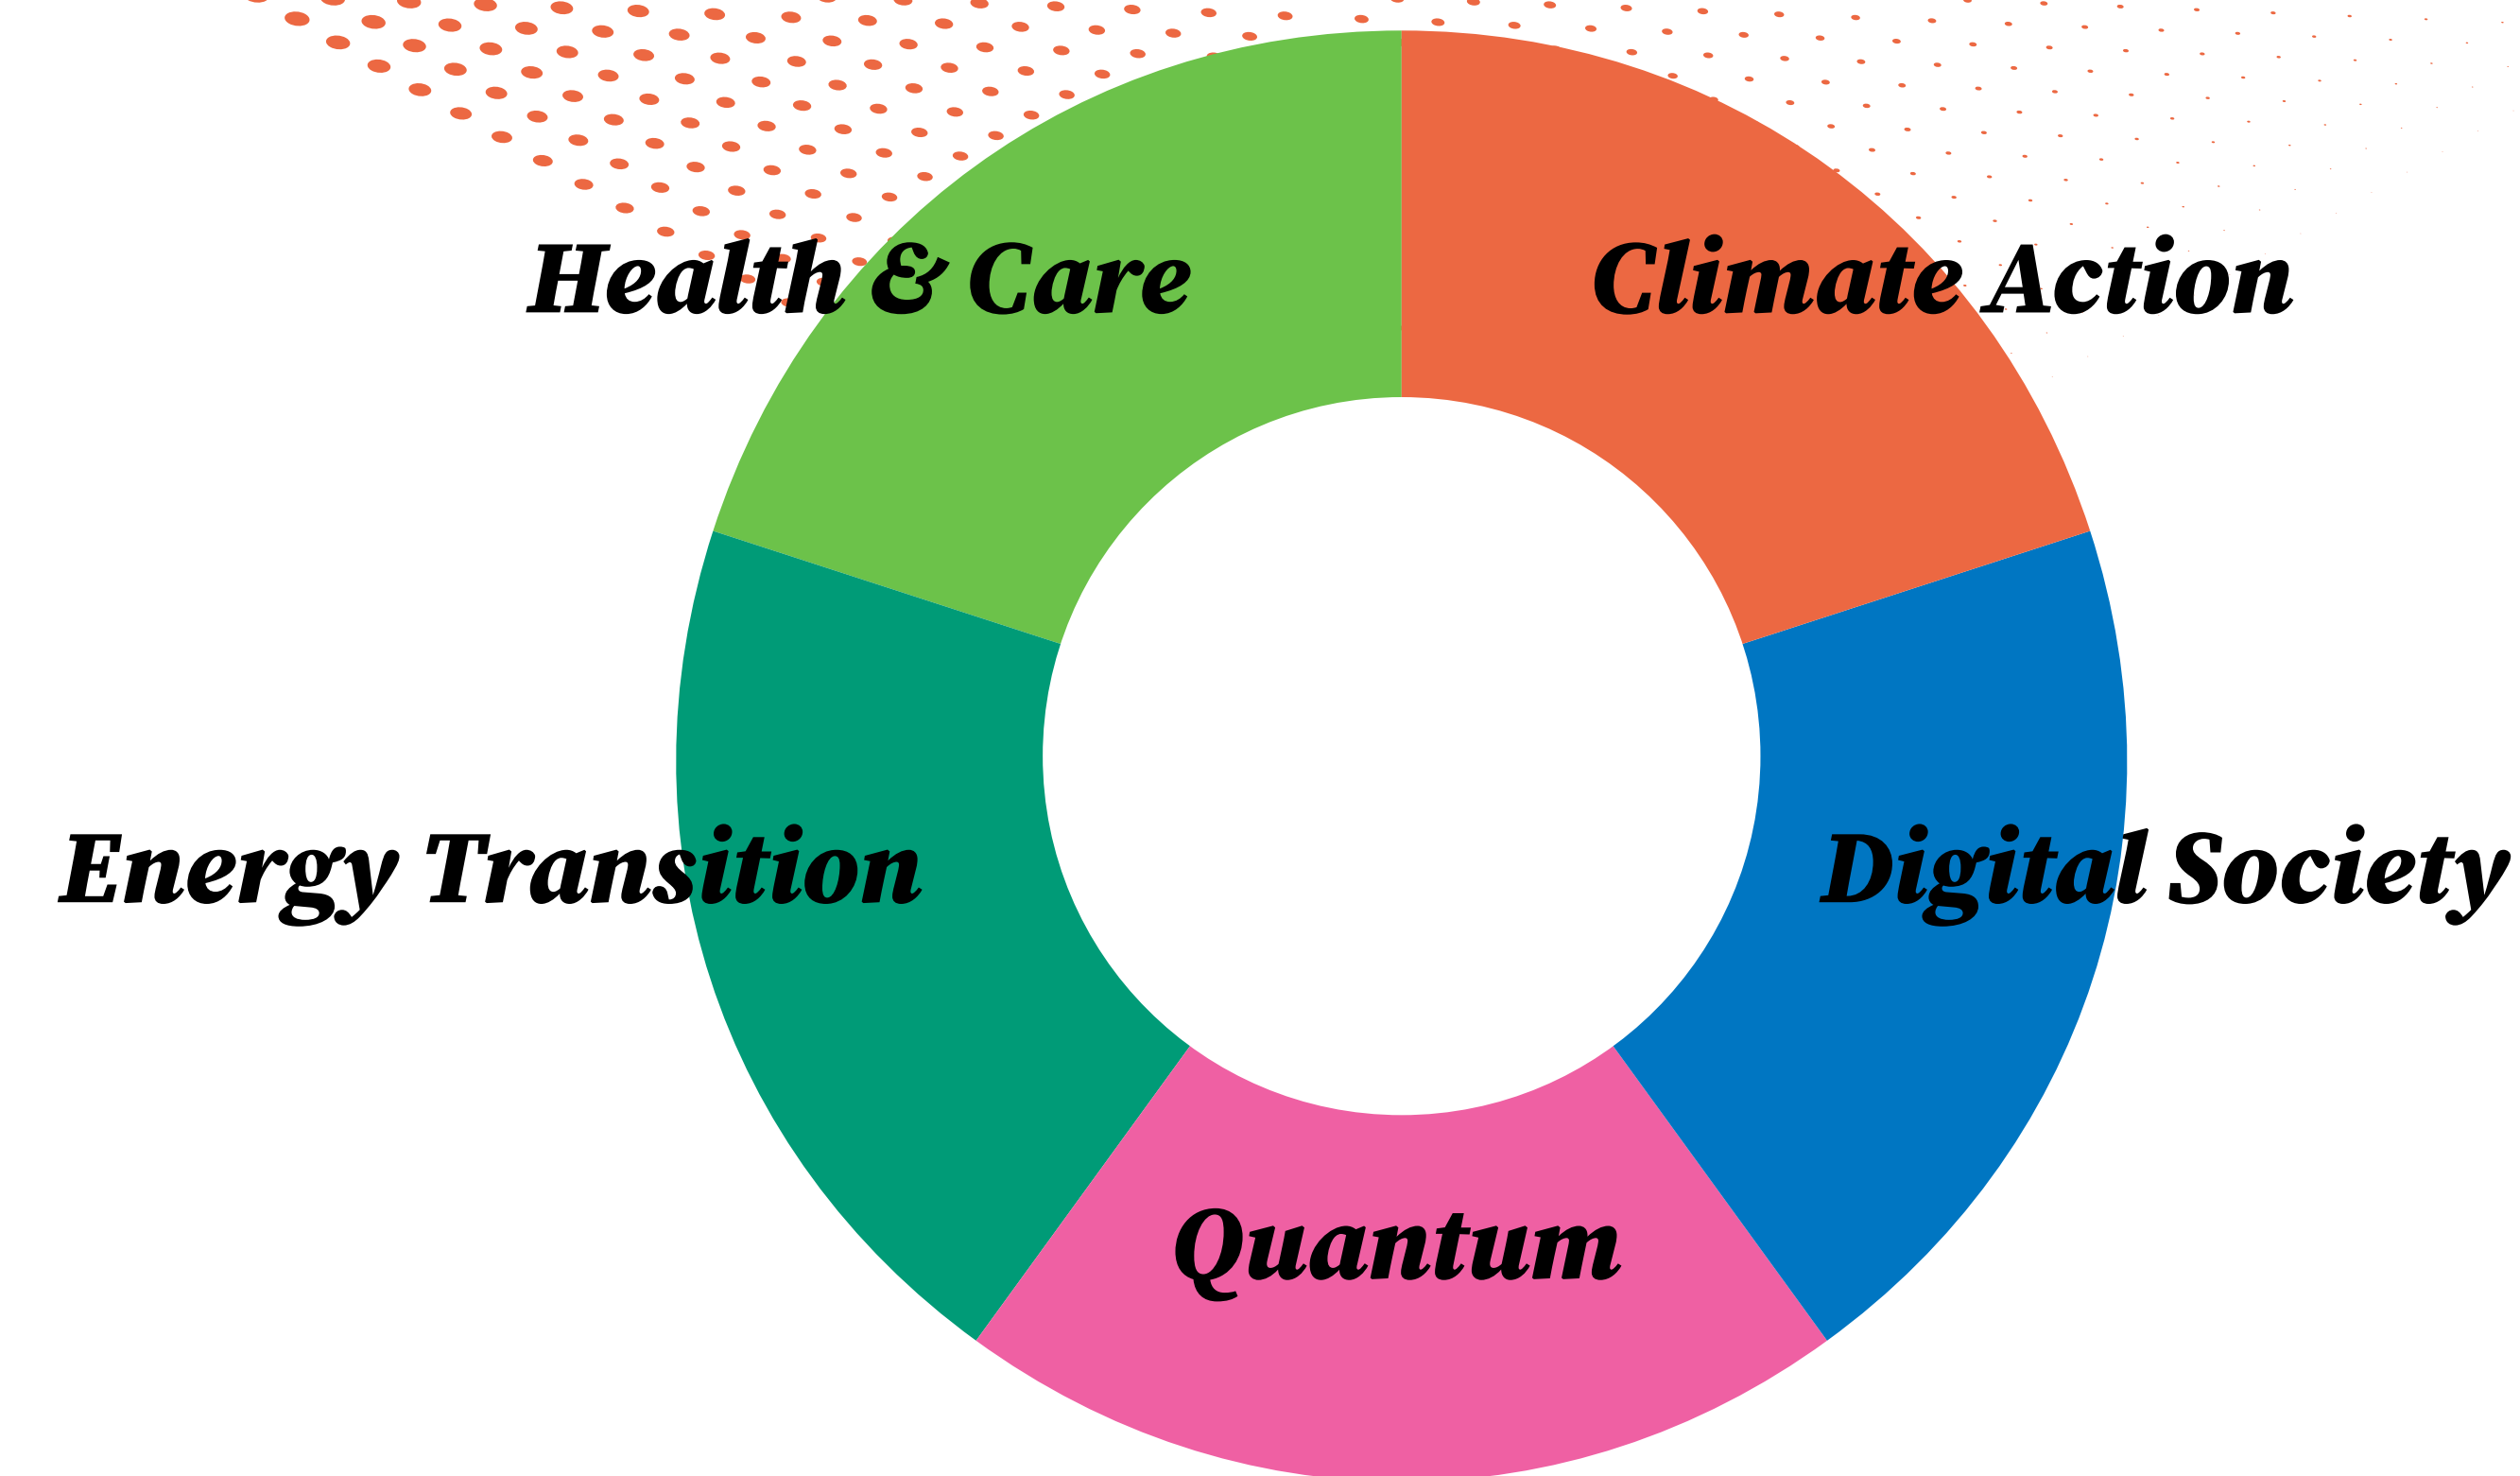 Health & Care
Climate Action
Energy Transition
Digital Society
Quantum